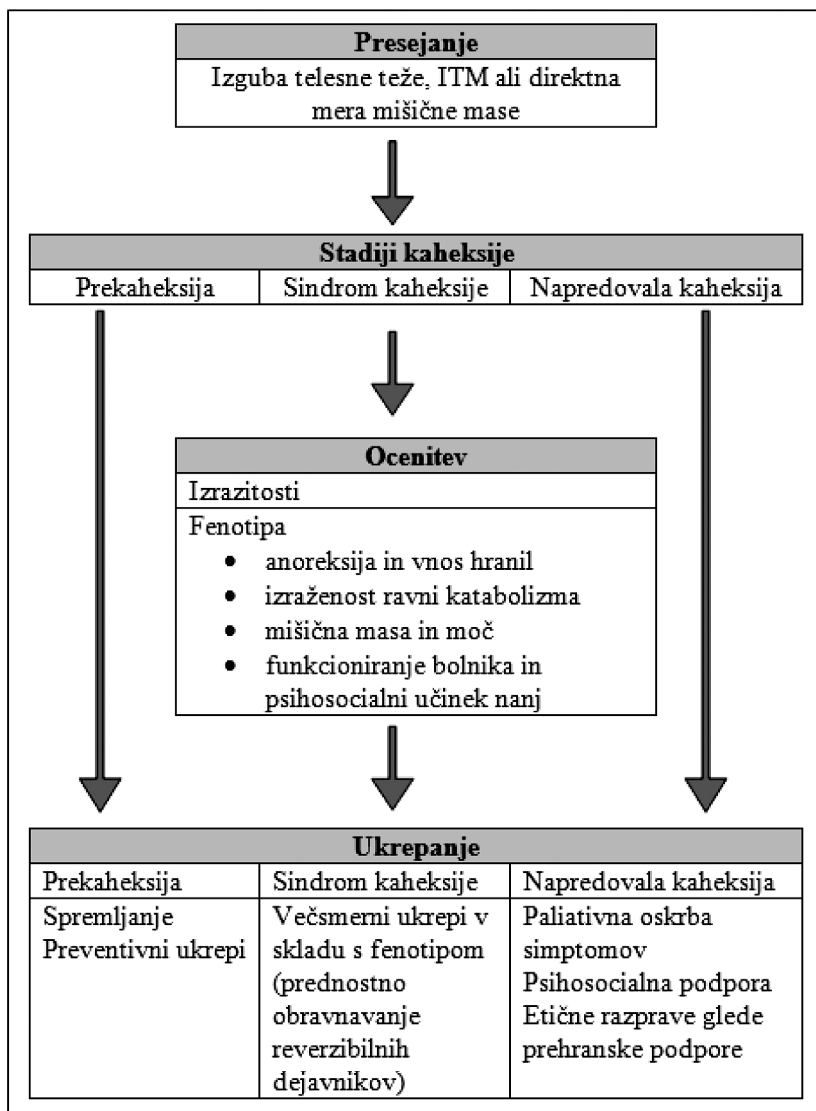 Presejanje
Izguba telesne teže, ITM ali direktna
mera mišične mase
Stadiji kaheksije
Prekaheksija
Sindrom kaheksije
Napredovala kaheksija
Ocenitev
Izrazitosti
Fenotipa
• anoreksija in vnos hranil
• izraženost ravni katabolizma
• mišična masa in moč
• funkcioniranje bolnika in
psihosocialni učinek nanj
Ukrepanje
Prekaheksija
Sindrom kaheksije
Napredovala kaheksija
Spremljanje
Preventivni ukrepi
Večsmerni ukrepi v
skladu s fenotipom
(prednostno
obravnavanje
reverzibilnih
dejavnikov)
Paliativna oskrba
simptomov
Psihosocialna podpora
Etične razprave glede
prehranske podpore